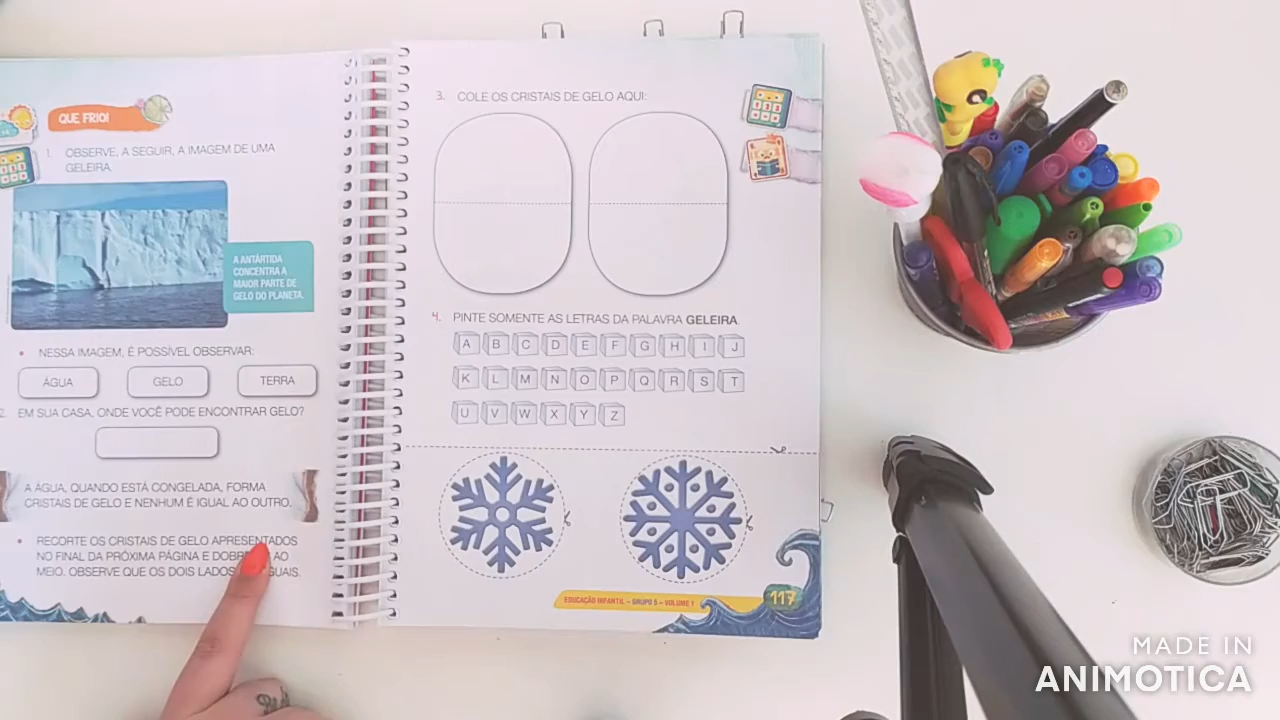 QUE FRIO!
1. OBSERVE, A SEGUIR, A IMAGEM DE UMA
GELEIRA.
A ANTÁRTIDA
CONCENTRA A
MAIOR PARTE DE
GELO DO PLANETA.
• NESSA IMAGEM, É POSSÍVEL OBSERVAR:
ÁGUA GELO TERRA
2. EM SUA CASA, ONDE VOCÊ PODE ENCONTRAR GELO?
A ÁGUA, QUANDO ESTÁ CONGELADA, FORMA
CRISTAIS DE GELO E NENHUM É IGUAL AO OUTRO.
• RECORTE OS CRISTAIS DE GELO APRESENTADOS
NO FINAL DA PRÓXIMA PÁGINA E AO
MEIO. OBSERVE QUE OS DOIS LADOS
3. COLE OS CRISTAIS DE GELO AQUI:
4. PINTE SOMENTE AS LETRAS DA PALAVRA GELEIRA.
A B C D E F G H I J
K L M N O P Q R S T
U V W X Y Z
EDUCAÇÃO INFANTIL – GRUPO 5 – VOLUME 1
117
MADE IN
ANIMOTICA